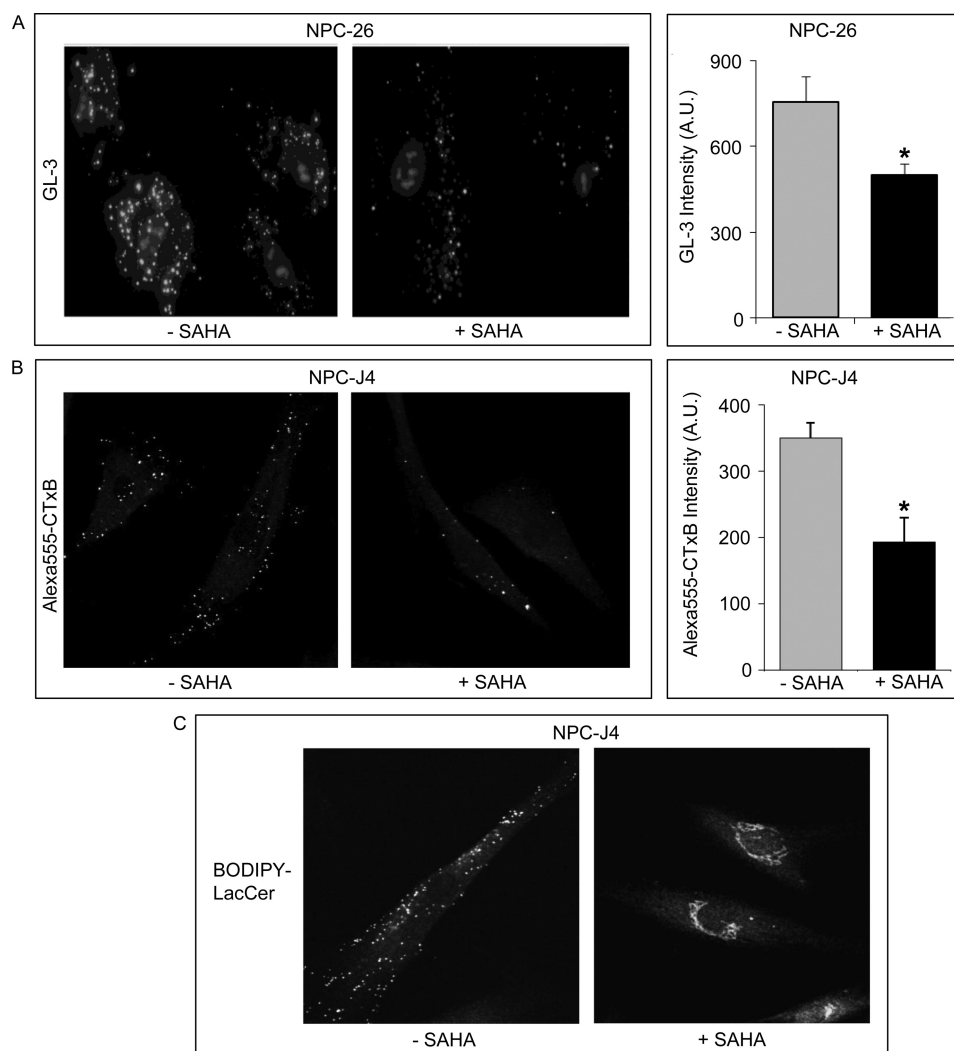 A
NPC-26
GL-3
- SAHA
+ SAHA
NPC-26
GL-3 Intensity (A.U.)
900
600
300
0
*
- SAHA
+ SAHA
B
NPC-J4
Alexa555-CTxB
- SAHA
+ SAHA
NPC-J4
Alexa555-CTxB Intensity (A.U.)
400
300
200
100
0
*
- SAHA
+ SAHA
C
NPC-J4
BODIPY-
LacCer
- SAHA
+ SAHA